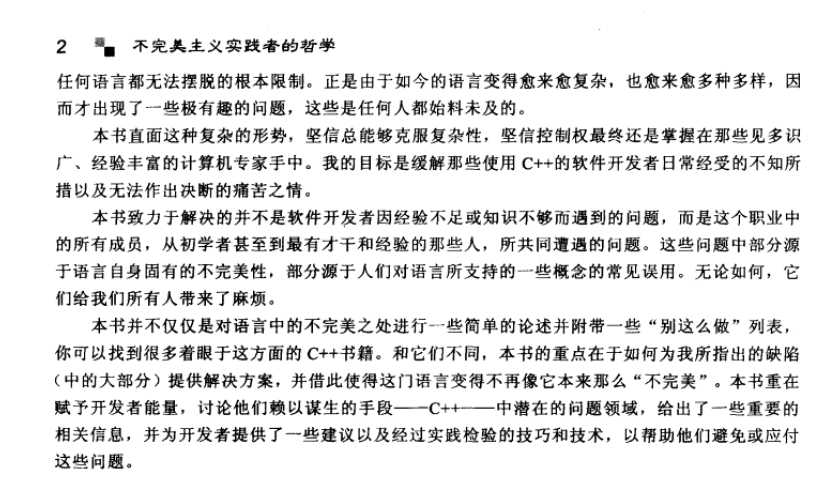 2 不完美主义实践者的哲学
任何语言都无法摆脱的根本限制。正是由于如今的语言变得愈来愈复杂，也愈来愈多种多样，因
而才出现了一些极有趣的问题，这些是任何人都始料未及的。
本书直面这种复杂的形势，坚信总能够克服复杂性，坚信控制权最终还是掌握在那些见多识
广、经验丰富的计算机专家手中。我的目标是缓解那些使用 C++的软件开发者日常经受的不知所
措以及无法作出决断的痛苦之情。
本书致力于解决的并不是软件开发者因经验不足或知识不够而遇到的问题，而是这个职业中
的所有成员，从初学者甚至到最有才干和经验的那些人，所共同遭遇的问题。这些问题中部分源
于语言自身固有的不完美性，部分源于人们对语言所支持的一些概念的常见误用。无论如何，它
们给我们所有人带来了麻烦。
本书并不仅仅是对语言中的不完美之处进行一些简单的论述并附带一些“别这么做”列表，
你可以找到很多着眼于这方面的 C++书籍。和它们不同，本书的重点在于如何为我所指出的缺陷
（中的大部分）提供解决方案，并借此使得这门语言变得不再像它本来那么“不完美”。本书重在
赋予开发者能量，讨论他们赖以谋生的手段——C++——中潜在的问题领域，给出了一些重要的
相关信息，并为开发者提供了一些建议以及经过实践检验的技巧和技术，以帮助他们避免或应付
这些问题。